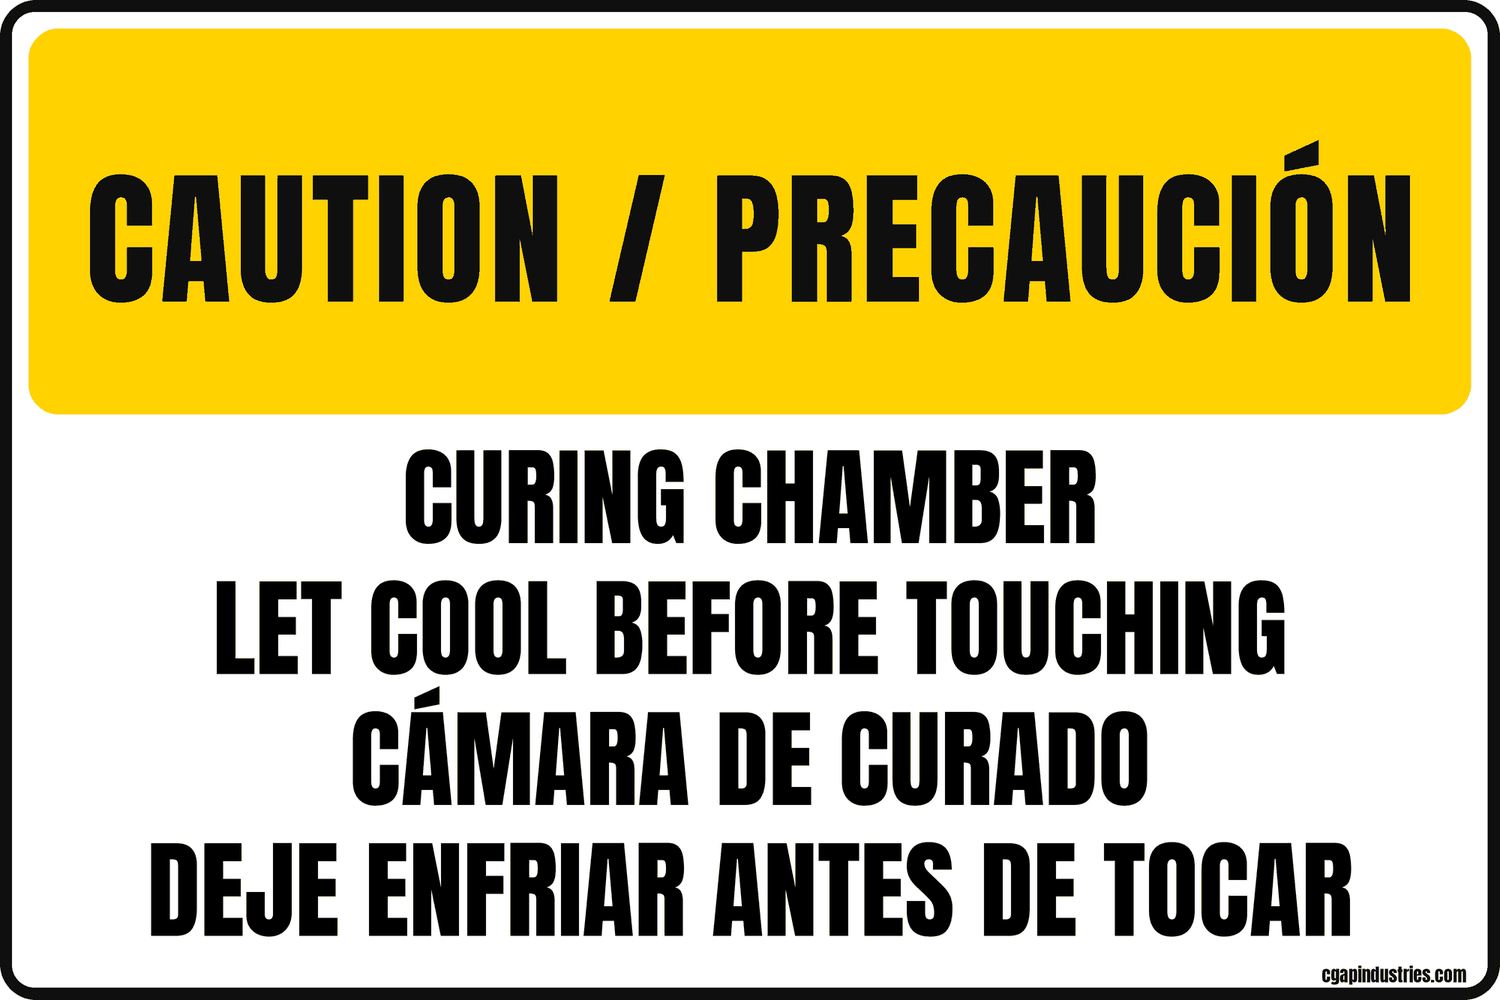 CAUTION / PRECAUCIÓN
CURING CHAMBER
LET COOL BEFORE TOUCHING
CÁMARA DE CURADO
DEJE ENFRIAR ANTES DE TOCAR
cgapindustries.com